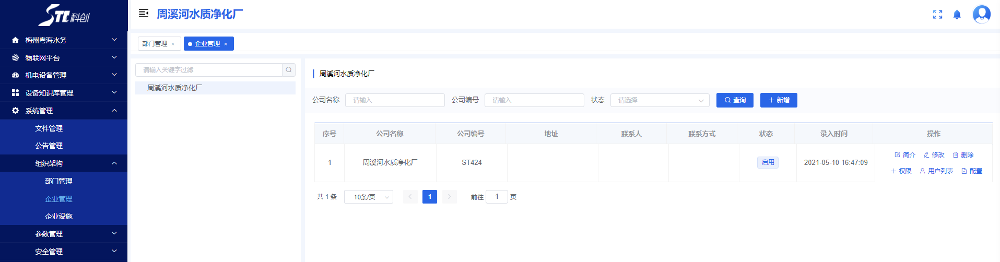 STC科创
周溪河水质净化厂
梅州粤海水务
物联网平台
机电设备管理
设备知识库管理
系统管理
文件管理
公告管理
组织架构
部门管理
企业管理
企业设施
参数管理
安全管理
部门管理 × 企业管理 ×
请输入关键字过滤
周溪河水质净化厂
周溪河水质净化厂
公司名称 请输入 公司编号 请输入 状态 请选择 查询 新增
序号 公司名称 公司编号 地址 联系人 联系方式 状态 录入时间 操作
1 周溪河水质净化厂 ST424 启用 2021-05-10 16:47:09
简介 修改 删除
权限 用户列表 配置
共 1 条 10条/页 1 前往 1 页